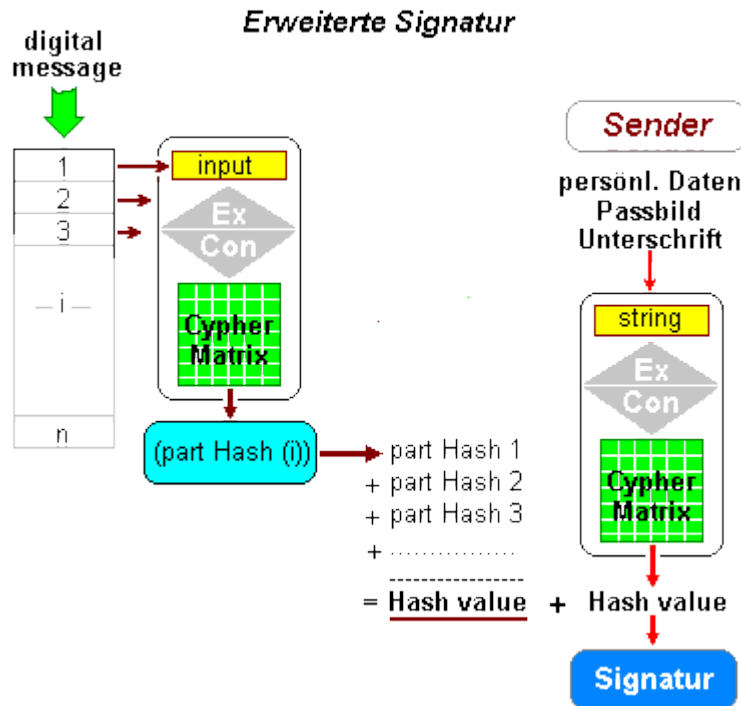 Erweiterte Signatur
digital
message
1
2
3
i
n
input
Ex
Con
Cypher
Matrix
(part Hash (i))
part Hash 1
+ part Hash 2
+ part Hash 3
+ ................
----------------
= Hash value + Hash value
Sender
persönl. Daten
Passbild
Unterschrift
string
Ex
Con
Cypher
Matrix
Signatur